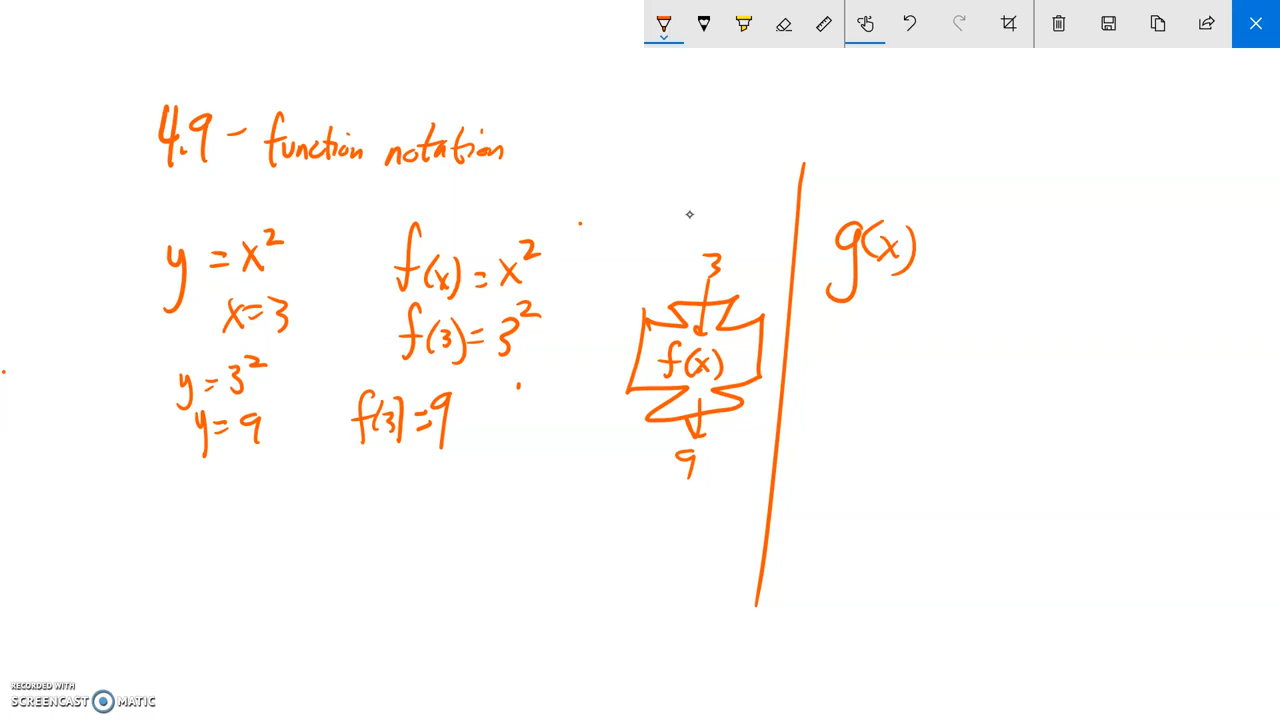 4.9 - function notation
y = x²
x = 3
y = 3²
y = 9
f(x) = x²
f(3) = 3²
f(3) = 9
3
f(x)
9
g(x)
RECORDED WITH
SCREENCAST MATIC